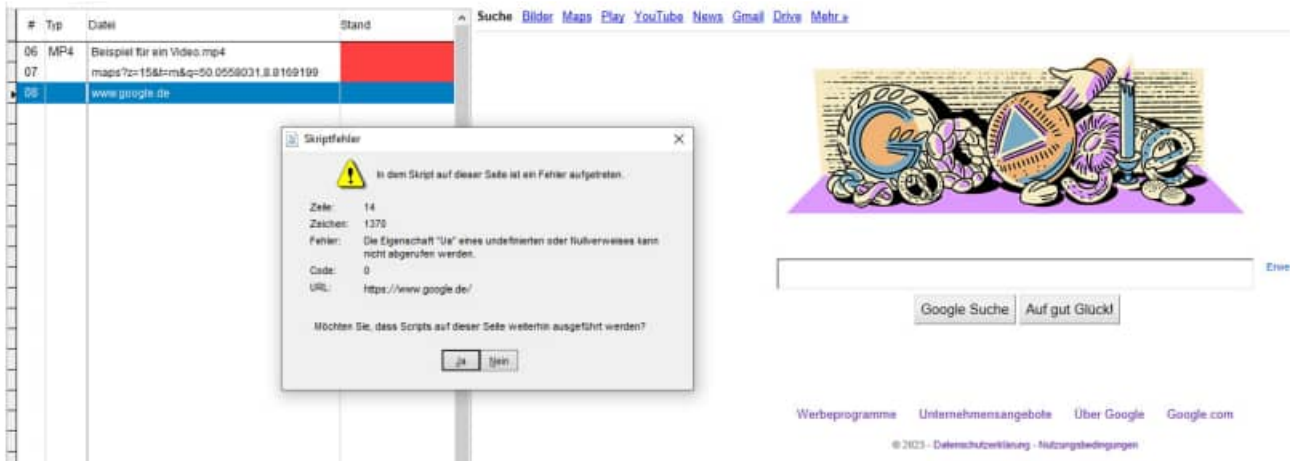 # Typ Datei Stand
06 MP4 Beispiel für ein Video.mp4
07 maps?z=15&t=m&q=50.0558031,8.8169199
08 www.google.de
Suche Bilder Maps Play YouTube News Gmail Drive Mehr »
Google
Skriptfehler
In dem Skript auf dieser Seite ist ein Fehler aufgetreten.
Zeile: 14
Zeichen: 1370
Fehler: Die Eigenschaft "Ua" eines undefinierten oder Nullverweises kann
nicht abgerufen werden.
Code: 0
URL: https://www.google.de/
Möchten Sie, dass Scripts auf dieser Seite weiterhin ausgeführt werden?
Ja Nein
Erwe
Google Suche Auf gut Glück!
Werbeprogramme Unternehmensangebote Über Google Google.com
© 2023 - Datenschutzerklärung - Nutzungsbedingungen